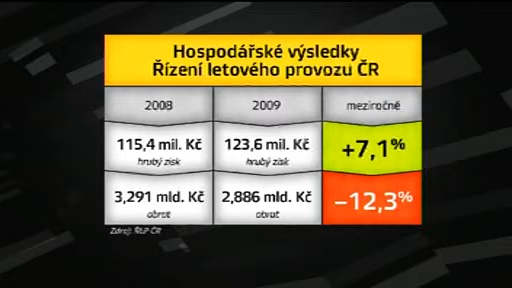 Hospodářské výsledky
Řízení letového provozu ČR
2008 2009 meziročně
115,4 mil. Kč 123,6 mil. Kč +7,1%
hrubý zisk hrubý zisk
3,291 mld. Kč 2,886 mld. Kč −12,3%
obrat obrat
Zdroj: ŘLP ČR